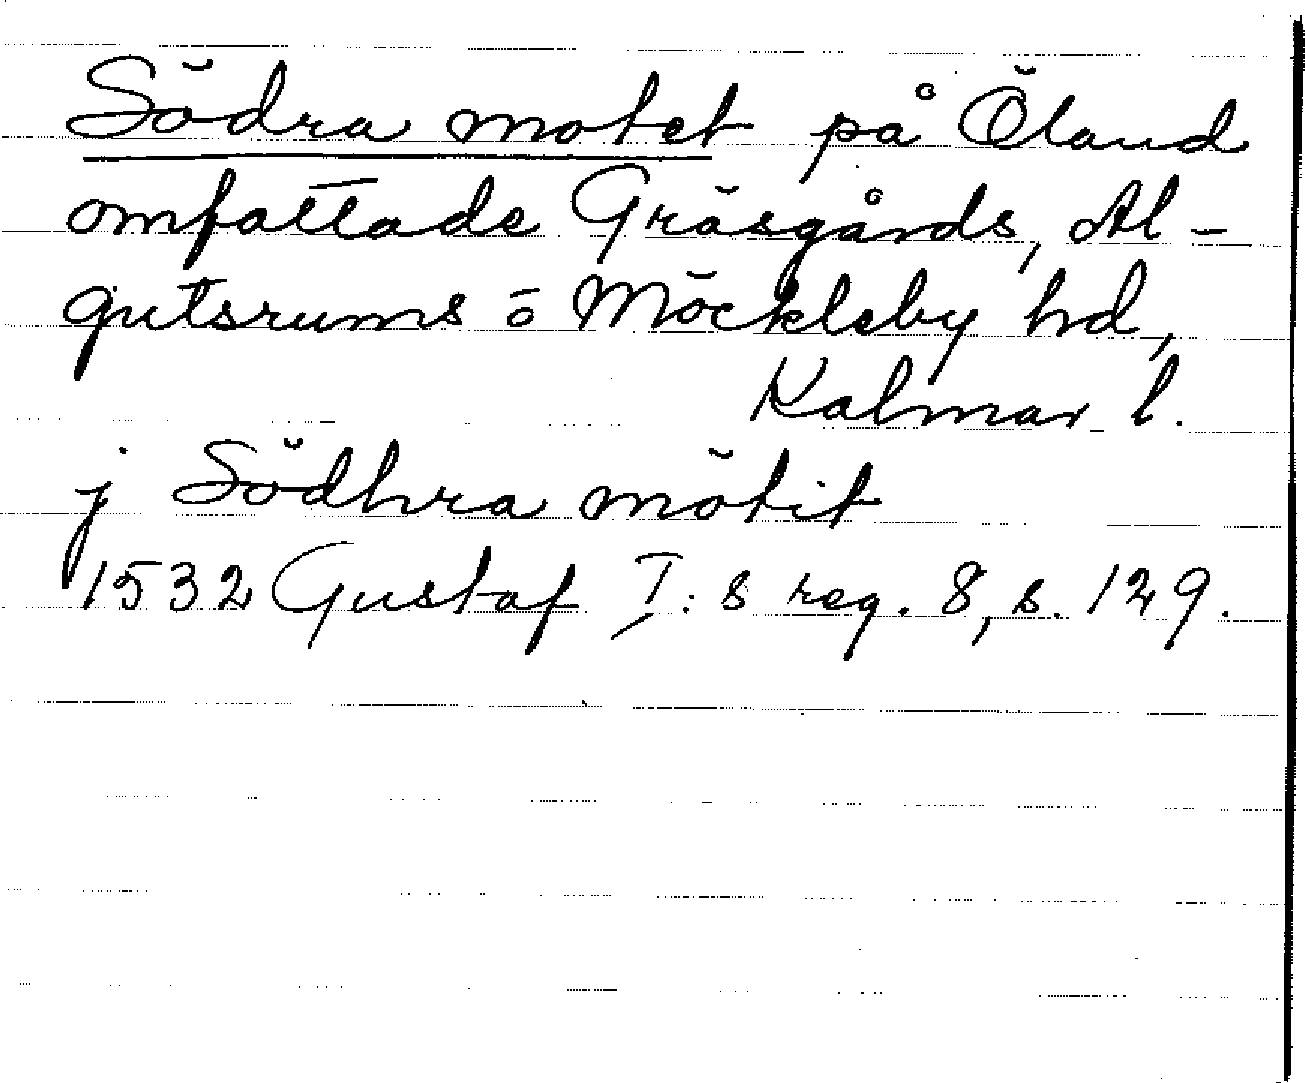 Södra motet på Öland
omfattade Gräsgårds, Al-
gutsrums o Möckleby hd,
Kalmar l.
j Södhra mötit
1532 Gustaf I:s reg. 8, s. 129.